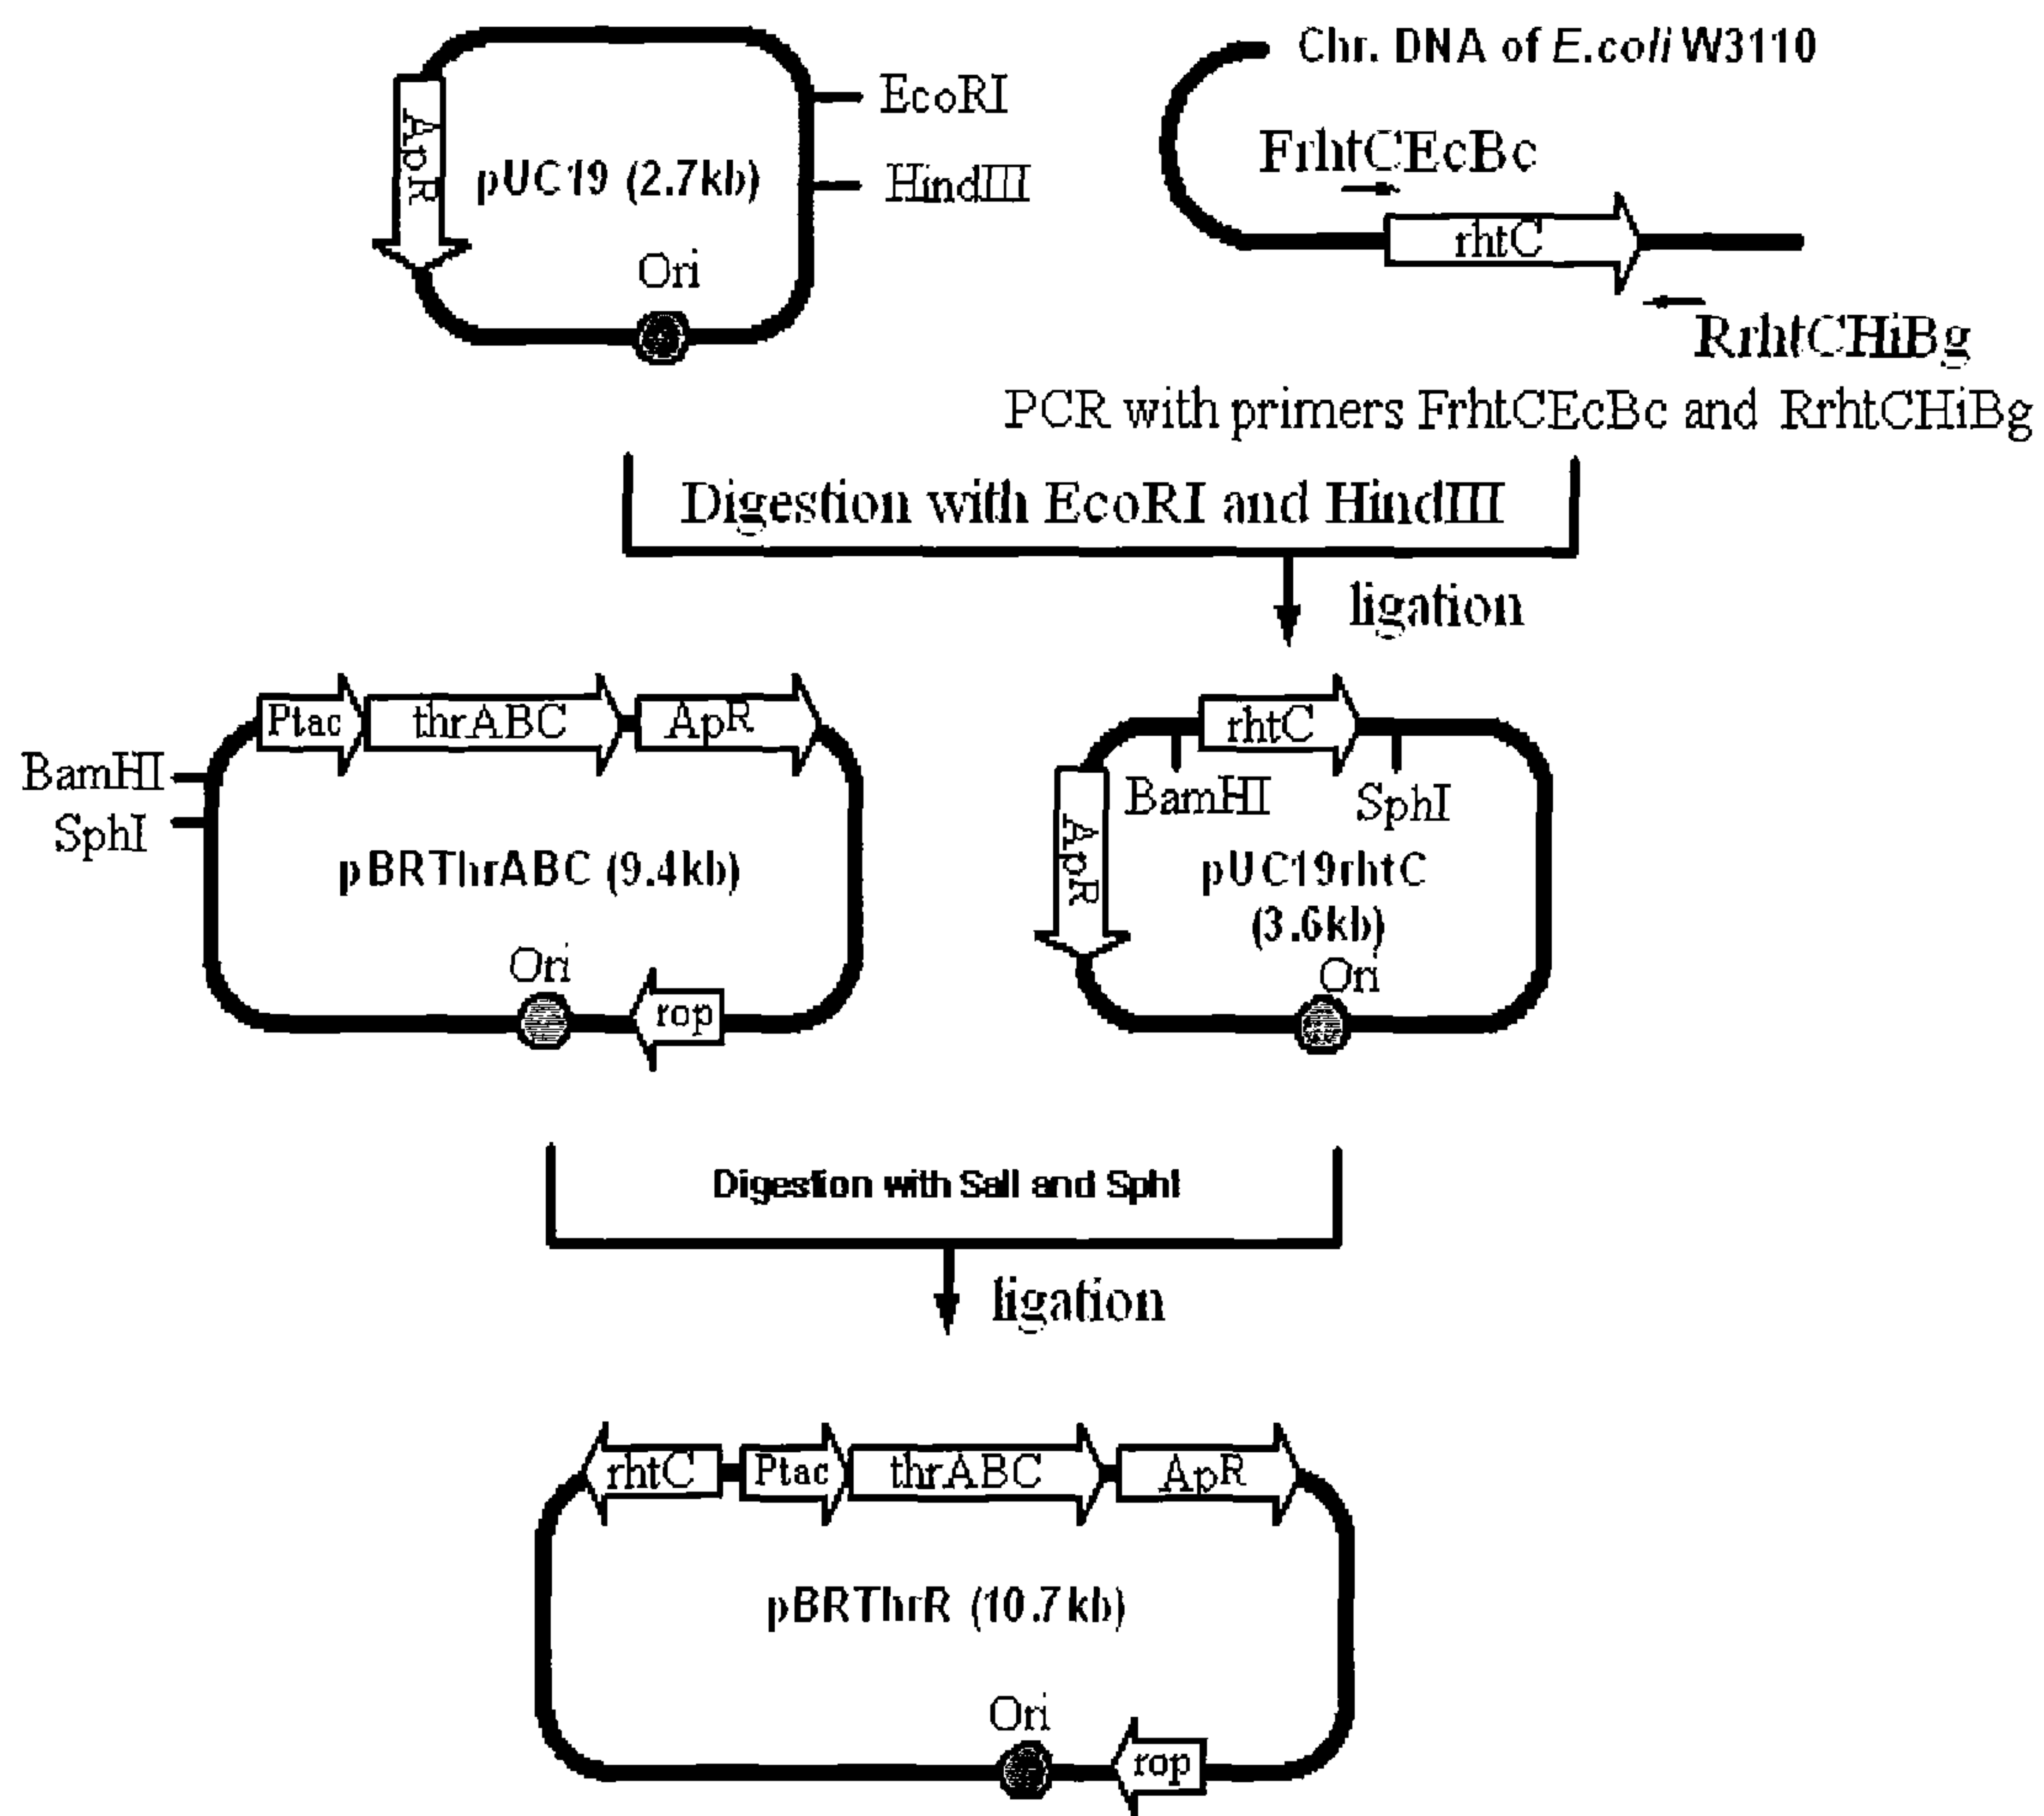 Chr. DNA of E.coli W3110
EcoRI
ApR
pUC19 (2.7kb)
HindIII
FrhtCEcBc
rhtC
Ori
RrhtCHiBg
PCR with primers FrhtCEcBc and RrhtCHiBg
Digestion with EcoRI and HindIII
ligation
Ptac
thrABC
ApR
BamHI
SphI
pBRThrABC (9.4kb)
Ori
rop
rhtC
BamHI
SphI
ApR
pUC19rhtC
(3.6kb)
Ori
Digestion with SalI and SphI
ligation
rhtC
Ptac
thrABC
ApR
pBRThrR (10.7kb)
Ori
rop